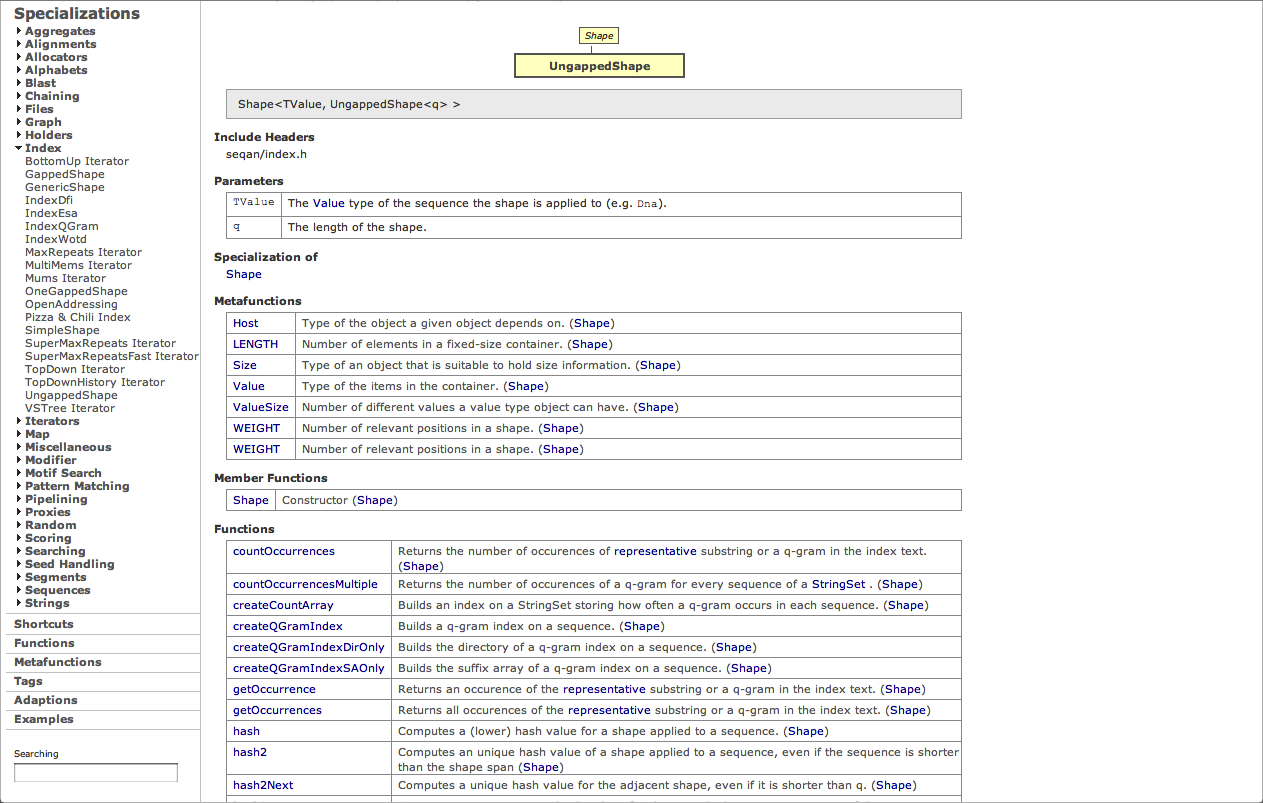 Specializations
Aggregates
Alignments
Allocators
Alphabets
Blast
Chaining
Files
Graph
Holders
Index
BottomUp Iterator
GappedShape
GenericShape
IndexDfi
IndexEsa
IndexQGram
IndexWotd
MaxRepeats Iterator
MultiMems Iterator
Mums Iterator
OneGappedShape
OpenAddressing
Pizza & Chili Index
SimpleShape
SuperMaxRepeats Iterator
SuperMaxRepeatsFast Iterator
TopDown Iterator
TopDownHistory Iterator
UngappedShape
VSTree Iterator
Iterators
Map
Miscellaneous
Modifier
Motif Search
Pattern Matching
Pipelining
Proxies
Random
Scoring
Searching
Seed Handling
Segments
Sequences
Strings
Shortcuts
Functions
Metafunctions
Tags
Adaptions
Examples
Searching
Shape
UngappedShape
Shape<TValue, UngappedShape<q> >
Include Headers
seqan/index.h
Parameters
TValue The Value type of the sequence the shape is applied to (e.g. Dna).
q The length of the shape.
Specialization of
Shape
Metafunctions
Host Type of the object a given object depends on. (Shape)
LENGTH Number of elements in a fixed-size container. (Shape)
Size Type of an object that is suitable to hold size information. (Shape)
Value Type of the items in the container. (Shape)
ValueSize Number of different values a value type object can have. (Shape)
WEIGHT Number of relevant positions in a shape. (Shape)
WEIGHT Number of relevant positions in a shape. (Shape)
Member Functions
Shape Constructor (Shape)
Functions
countOccurrences Returns the number of occurences of representative substring or a q-gram in the index text.
(Shape)
countOccurrencesMultiple Returns the number of occurences of a q-gram for every sequence of a StringSet . (Shape)
createCountArray Builds an index on a StringSet storing how often a q-gram occurs in each sequence. (Shape)
createQGramIndex Builds a q-gram index on a sequence. (Shape)
createQGramIndexDirOnly Builds the directory of a q-gram index on a sequence. (Shape)
createQGramIndexSAOnly Builds the suffix array of a q-gram index on a sequence. (Shape)
getOccurrence Returns an occurence of the representative substring or a q-gram in the index text. (Shape)
getOccurrences Returns all occurences of the representative substring or a q-gram in the index text. (Shape)
hash Computes a (lower) hash value for a shape applied to a sequence. (Shape)
hash2 Computes an unique hash value of a shape applied to a sequence, even if the sequence is shorter
than the shape span (Shape)
hash2Next Computes a unique hash value for the adjacent shape, even if it is shorter than q. (Shape)